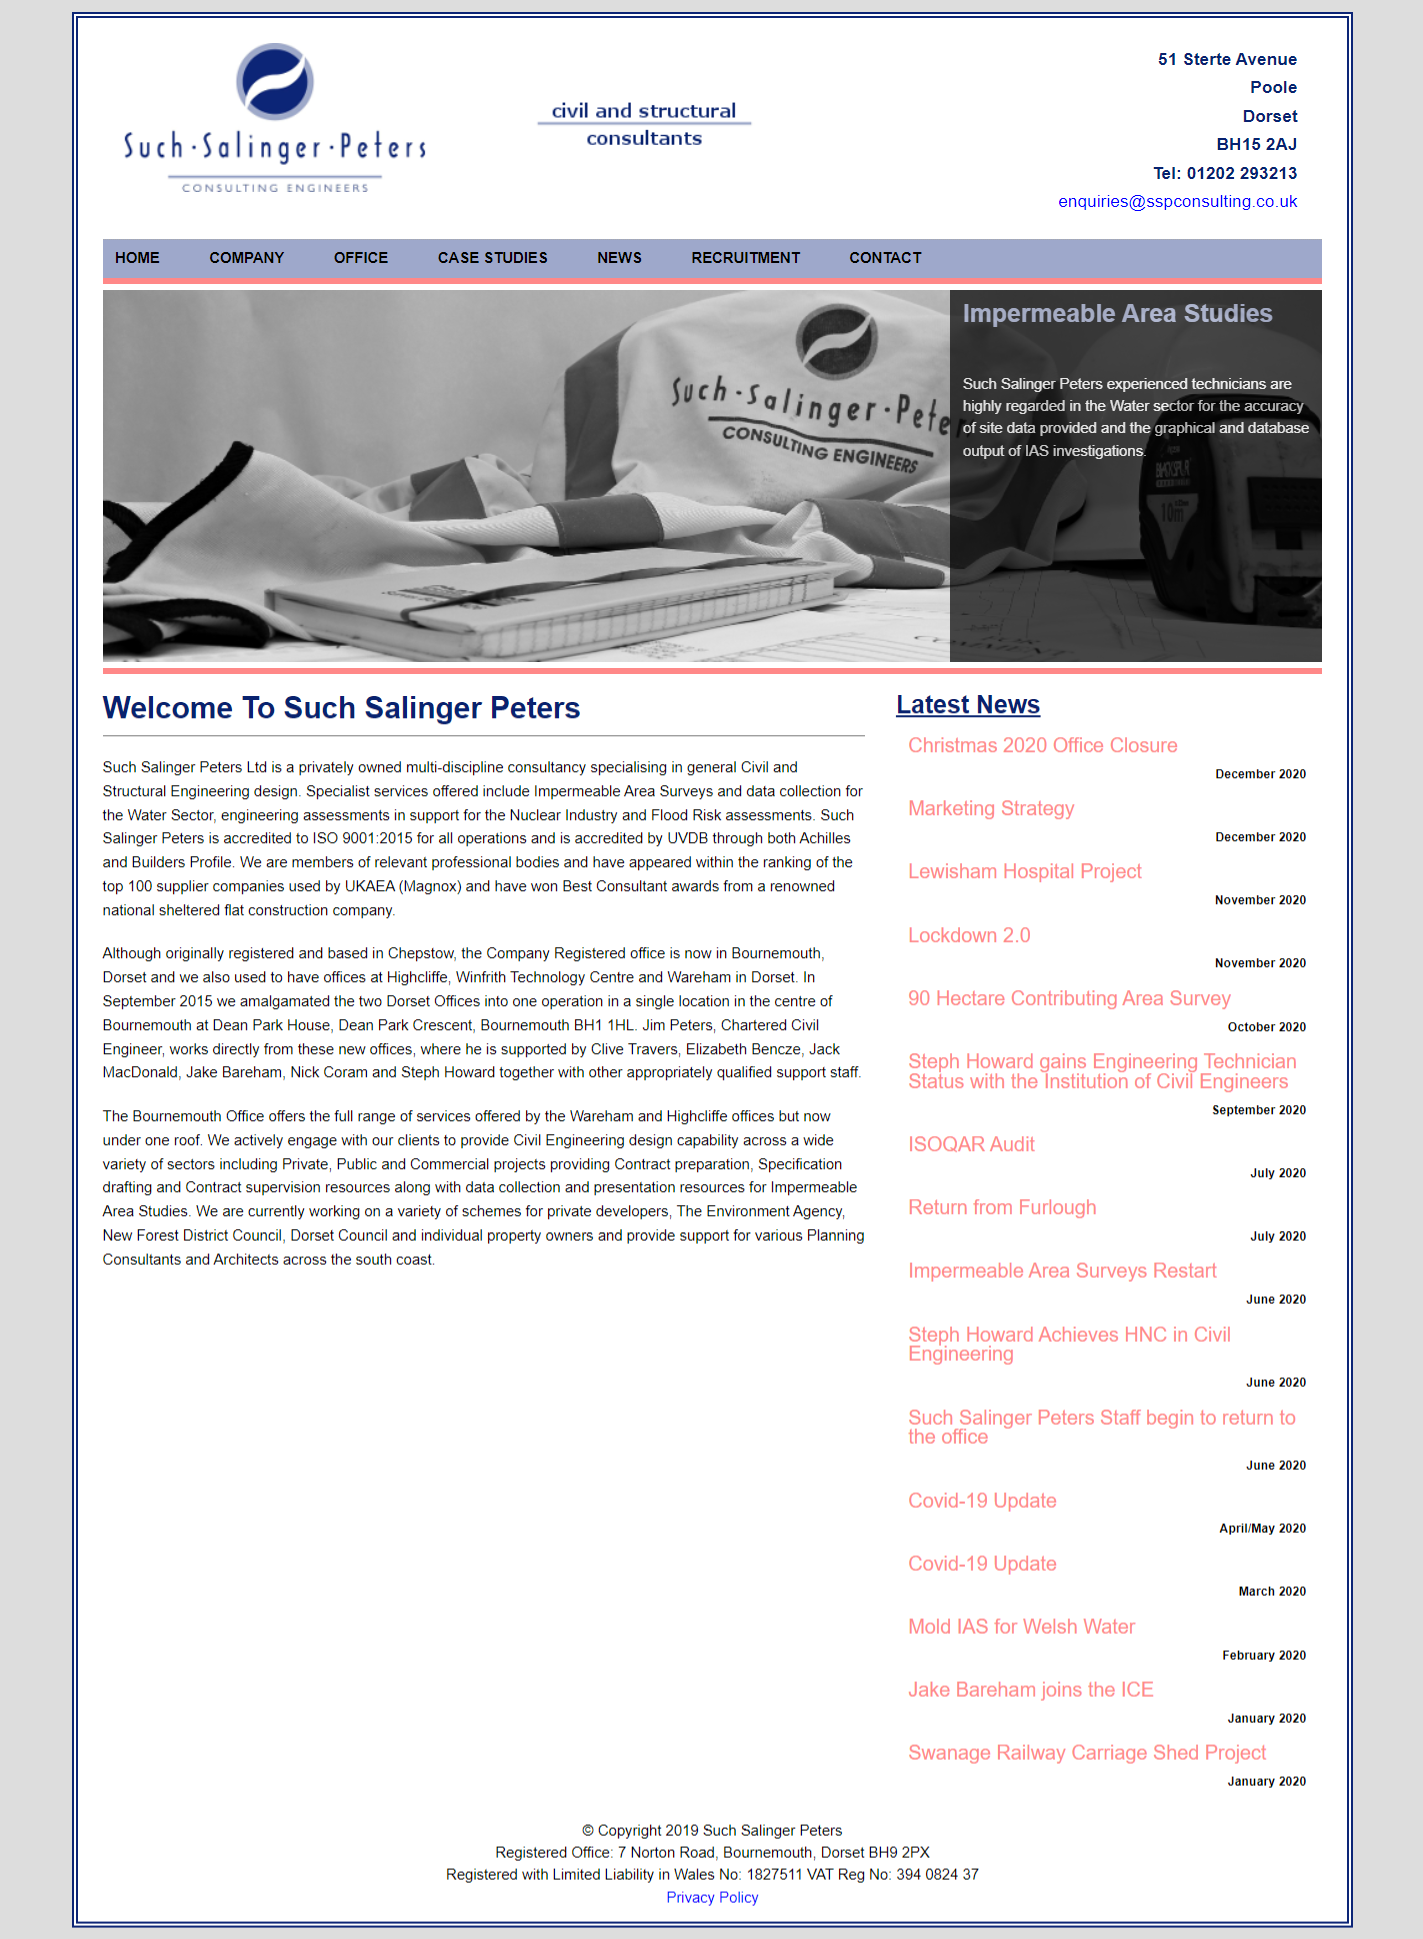 Such·Salinger·Peters
CONSULTING ENGINEERS
civil and structural
consultants
51 Sterte Avenue
Poole
Dorset
BH15 2AJ
Tel: 01202 293213
enquiries@sspconsulting.co.uk
HOME COMPANY OFFICE CASE STUDIES NEWS RECRUITMENT CONTACT
Such·Salinger·Peters
CONSULTING ENGINEERS
10m
Impermeable Area Studies
Such Salinger Peters experienced technicians are
highly regarded in the Water sector for the accuracy
of site data provided and the graphical and database
output of IAS investigations.
Welcome To Such Salinger Peters
Such Salinger Peters Ltd is a privately owned multi-discipline consultancy specialising in general Civil and
Structural Engineering design. Specialist services offered include Impermeable Area Surveys and data collection for
the Water Sector, engineering assessments in support for the Nuclear Industry and Flood Risk assessments. Such
Salinger Peters is accredited to ISO 9001:2015 for all operations and is accredited by UVDB through both Achilles
and Builders Profile. We are members of relevant professional bodies and have appeared within the ranking of the
top 100 supplier companies used by UKAEA (Magnox) and have won Best Consultant awards from a renowned
national sheltered flat construction company.
Although originally registered and based in Chepstow, the Company Registered office is now in Bournemouth,
Dorset and we also used to have offices at Highcliffe, Winfrith Technology Centre and Wareham in Dorset. In
September 2015 we amalgamated the two Dorset Offices into one operation in a single location in the centre of
Bournemouth at Dean Park House, Dean Park Crescent, Bournemouth BH1 1HL. Jim Peters, Chartered Civil
Engineer, works directly from these new offices, where he is supported by Clive Travers, Elizabeth Bencze, Jack
MacDonald, Jake Bareham, Nick Coram and Steph Howard together with other appropriately qualified support staff.
The Bournemouth Office offers the full range of services offered by the Wareham and Highcliffe offices but now
under one roof. We actively engage with our clients to provide Civil Engineering design capability across a wide
variety of sectors including Private, Public and Commercial projects providing Contract preparation, Specification
drafting and Contract supervision resources along with data collection and presentation resources for Impermeable
Area Studies. We are currently working on a variety of schemes for private developers, The Environment Agency,
New Forest District Council, Dorset Council and individual property owners and provide support for various Planning
Consultants and Architects across the south coast.
Latest News
Christmas 2020 Office Closure
December 2020
Marketing Strategy
December 2020
Lewisham Hospital Project
November 2020
Lockdown 2.0
November 2020
90 Hectare Contributing Area Survey
October 2020
Steph Howard gains Engineering Technician
Status with the Institution of Civil Engineers
September 2020
ISOQAR Audit
July 2020
Return from Furlough
July 2020
Impermeable Area Surveys Restart
June 2020
Steph Howard Achieves HNC in Civil
Engineering
June 2020
Such Salinger Peters Staff begin to return to
the office
June 2020
Covid-19 Update
April/May 2020
Covid-19 Update
March 2020
Mold IAS for Welsh Water
February 2020
Jake Bareham joins the ICE
January 2020
Swanage Railway Carriage Shed Project
January 2020
© Copyright 2019 Such Salinger Peters
Registered Office: 7 Norton Road, Bournemouth, Dorset BH9 2PX
Registered with Limited Liability in Wales No: 1827511 VAT Reg No: 394 0824 37
Privacy Policy